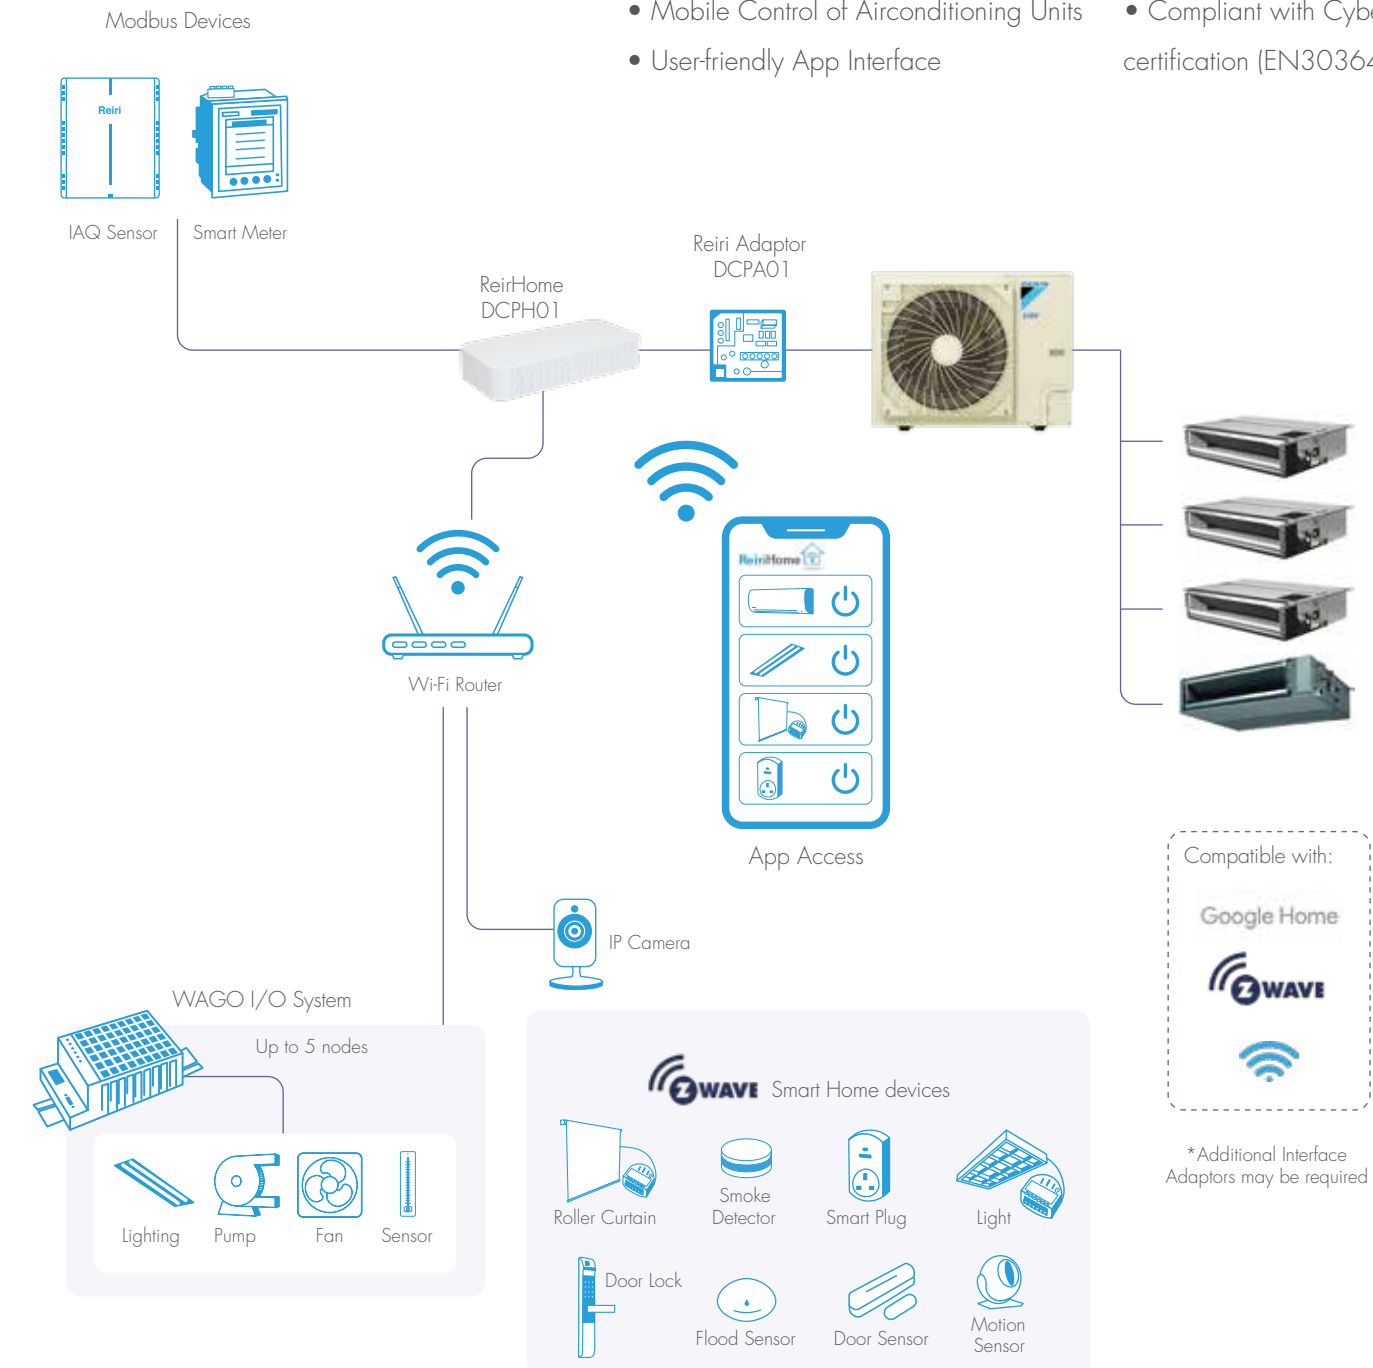 • Mobile Control of Airconditioning Units
• User-friendly App Interface
• Compliant with Cybe
certification (EN30364
Modbus Devices
Reiri
IAQ Sensor
Smart Meter
ReirHome
DCPH01
Reiri Adaptor
DCPA01
Wi-Fi Router
ReiriHome
App Access
IP Camera
Compatible with:
Google Home
Z WAVE
*Additional Interface
Adaptors may be required
WAGO I/O System
Up to 5 nodes
Lighting
Pump
Fan
Sensor
Z WAVE Smart Home devices
Roller Curtain
Smoke
Detector
Smart Plug
Light
Door Lock
Flood Sensor
Door Sensor
Motion
Sensor